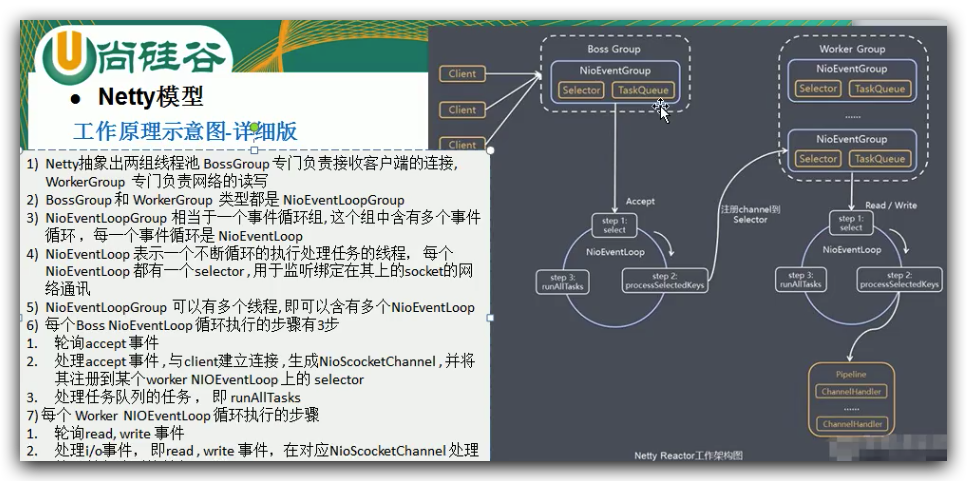 尚硅谷
• Netty模型
工作原理示意图-详细版
1) Netty抽象出两组线程池 BossGroup 专门负责接收客户端的连接,
WorkerGroup 专门负责网络的读写
2) BossGroup 和 WorkerGroup 类型都是 NioEventLoopGroup
3) NioEventLoopGroup 相当于一个事件循环组, 这个组中含有多个事件
循环 ，每一个事件循环是 NioEventLoop
4) NioEventLoop 表示一个不断循环的执行处理任务的线程， 每个
NioEventLoop 都有一个selector , 用于监听绑定在其上的socket的网
络通讯
5) NioEventLoopGroup 可以有多个线程, 即可以含有多个NioEventLoop
6) 每个Boss NioEventLoop 循环执行的步骤有3步
1. 轮询accept 事件
2. 处理accept 事件 , 与client建立连接 , 生成NioScocketChannel , 并将
其注册到某个worker NIOEventLoop 上的 selector
3. 处理任务队列的任务 ， 即 runAllTasks
7) 每个 Worker NIOEventLoop 循环执行的步骤
1. 轮询read, write 事件
2. 处理i/o事件， 即read , write 事件，在对应NioScocketChannel 处理
Client
Client
Client
Boss Group
NioEventGroup
Selector
TaskQueue
Accept
step 1:
select
NioEventLoop
step 2:
processSelectedKeys
step 3:
runAllTasks
注册channel到
Selector
Worker Group
NioEventGroup
Selector
TaskQueue
......
NioEventGroup
Selector
TaskQueue
Read / Write
step 1:
select
NioEventLoop
step 2:
processSelectedKeys
step 3:
runAllTasks
Pipeline
ChannelHandler
......
ChannelHandler
Netty Reactor工作架构图